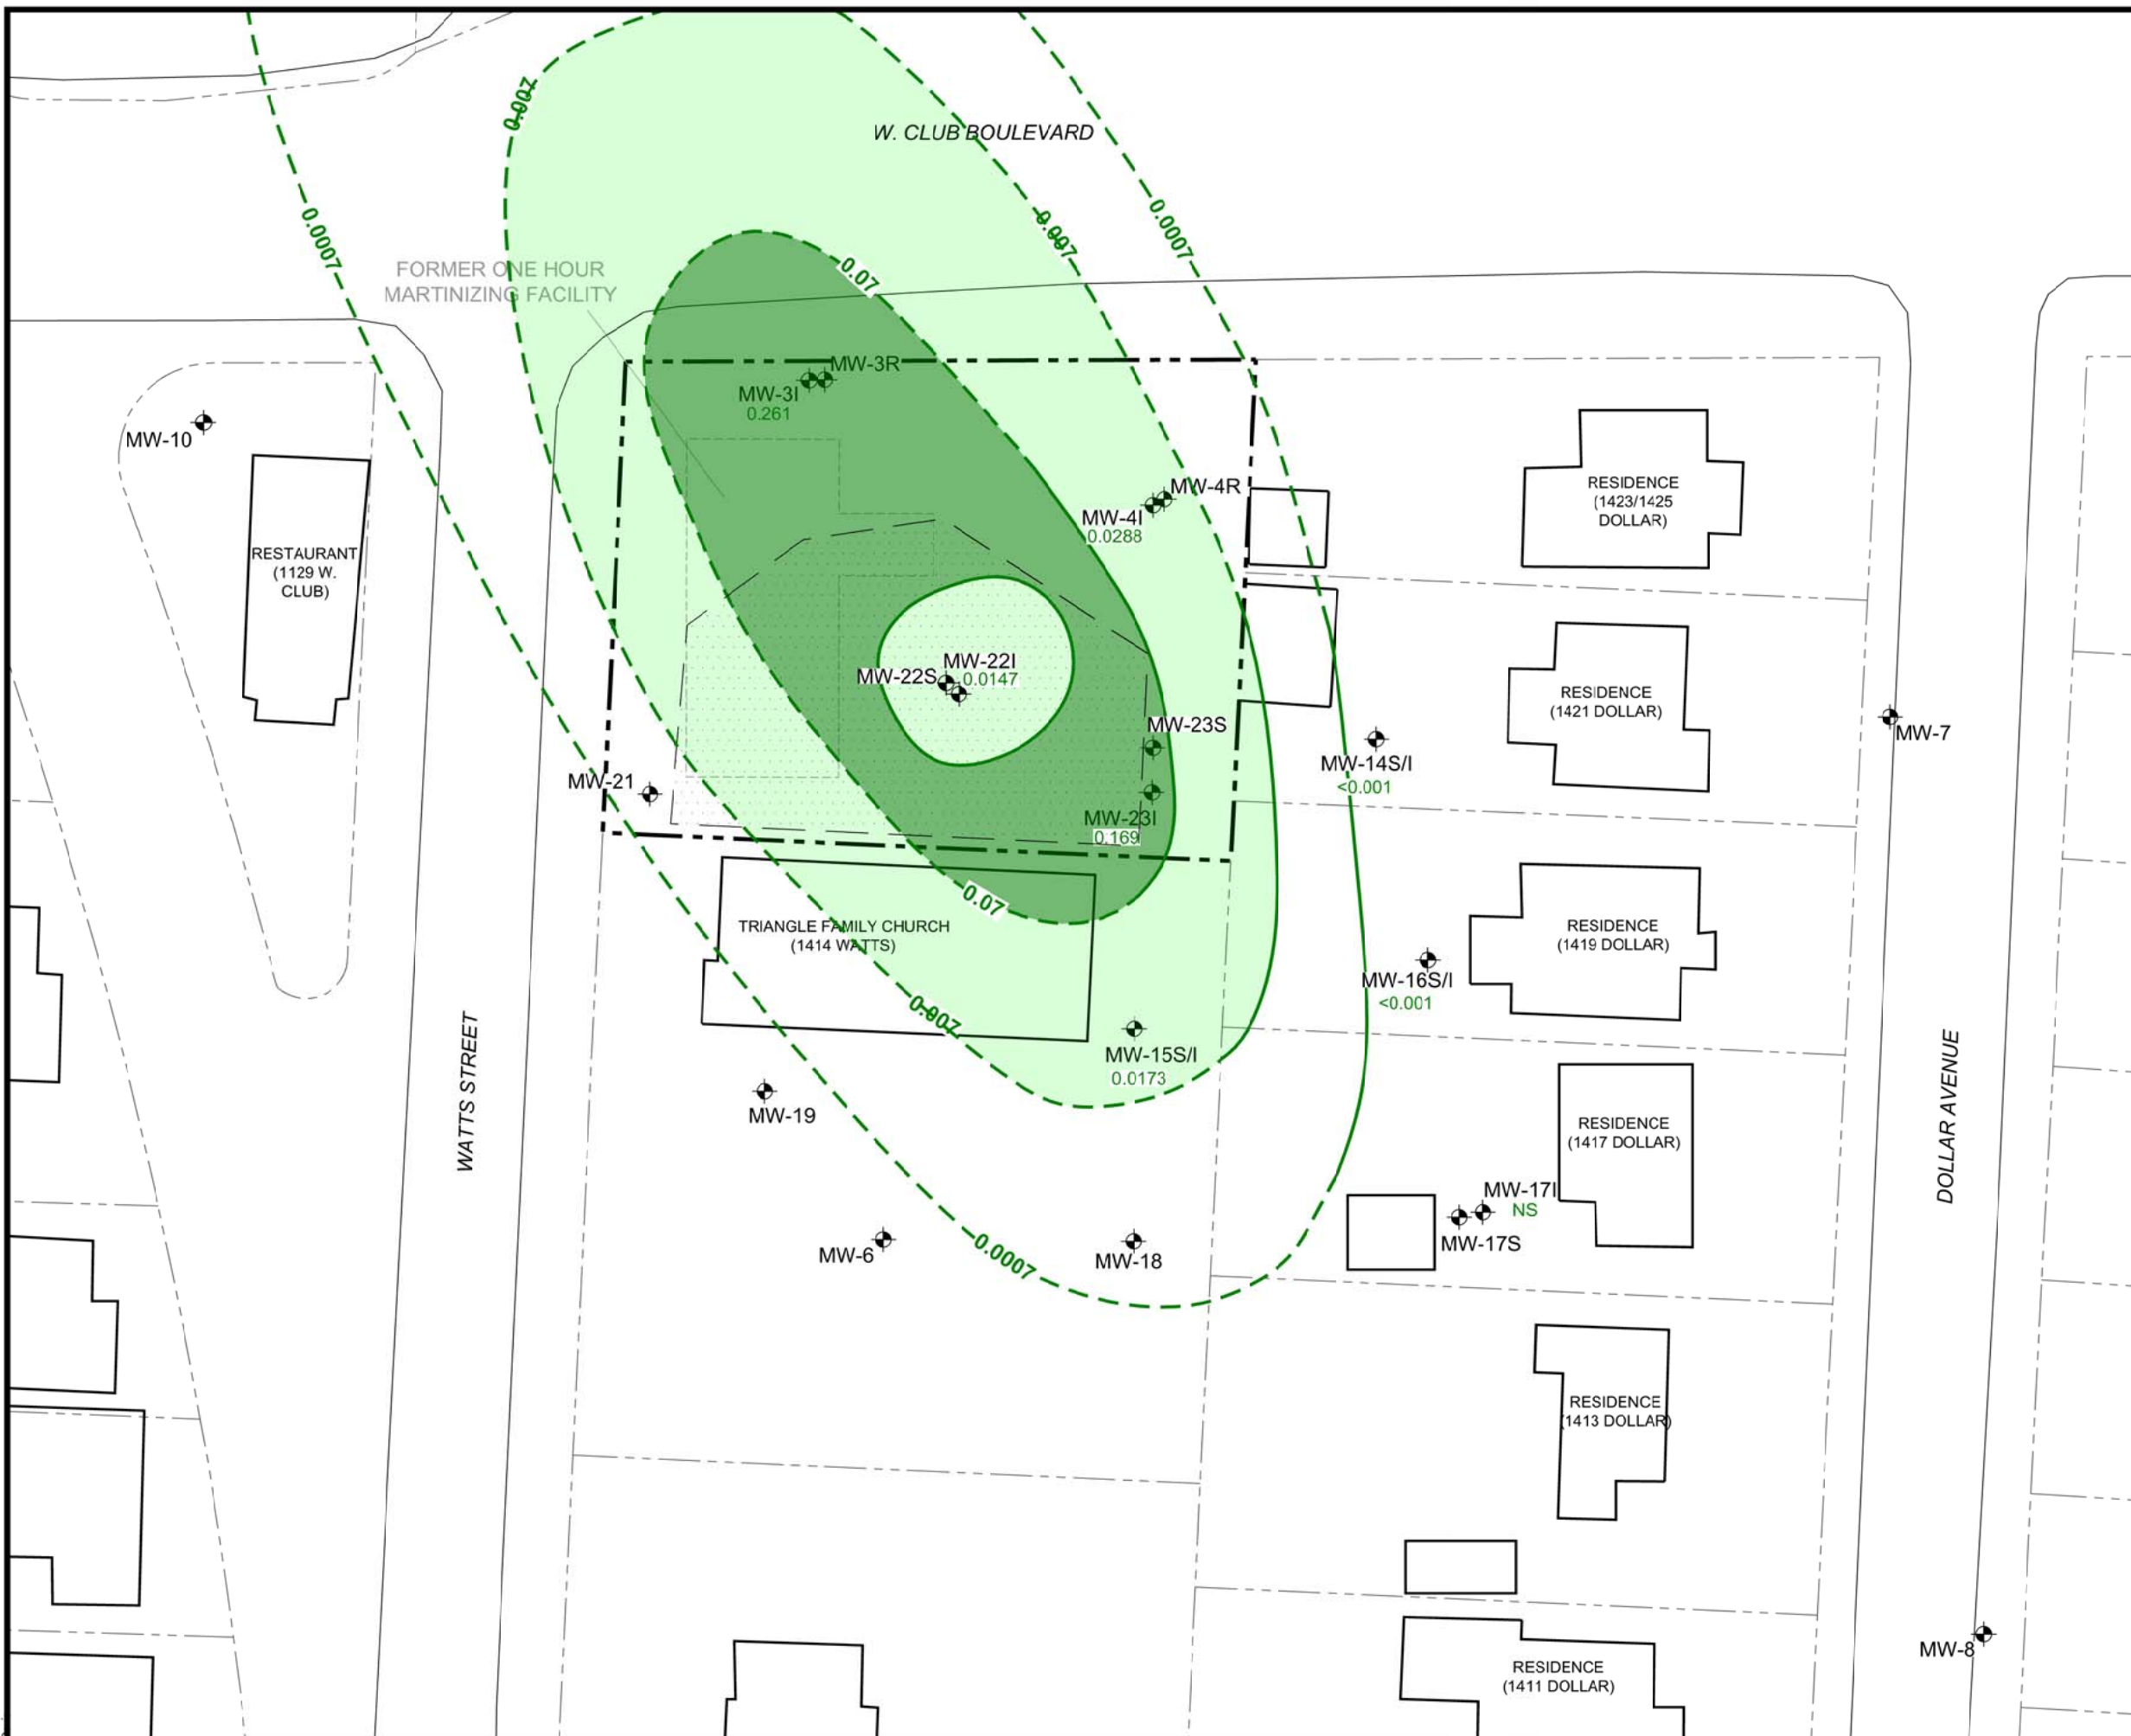 0.007
W. CLUB BOULEVARD
0.0007
0.007
0.0007
FORMER ONE HOUR
MARTINIZING FACILITY
0.07
MW-3R
MW-3I
0.261
MW-10
MW-4R
MW-4I
0.0288
RESIDENCE
(1423/1425
DOLLAR)
RESTAURANT
(1129 W.
CLUB)
MW-22I
MW-22S
0.0147
RESIDENCE
(1421 DOLLAR)
MW-23S
MW-7
MW-14S/I
<0.001
MW-21
MW-23I
0.169
0.07
TRIANGLE FAMILY CHURCH
(1414 WATTS)
RESIDENCE
(1419 DOLLAR)
MW-16S/I
<0.001
0.007
WATTS STREET
MW-15S/I
0.0173
DOLLAR AVENUE
MW-19
RESIDENCE
(1417 DOLLAR)
MW-17I
NS
MW-17S
MW-6
0.0007
MW-18
RESIDENCE
(1413 DOLLAR)
MW-8
RESIDENCE
(1411 DOLLAR)